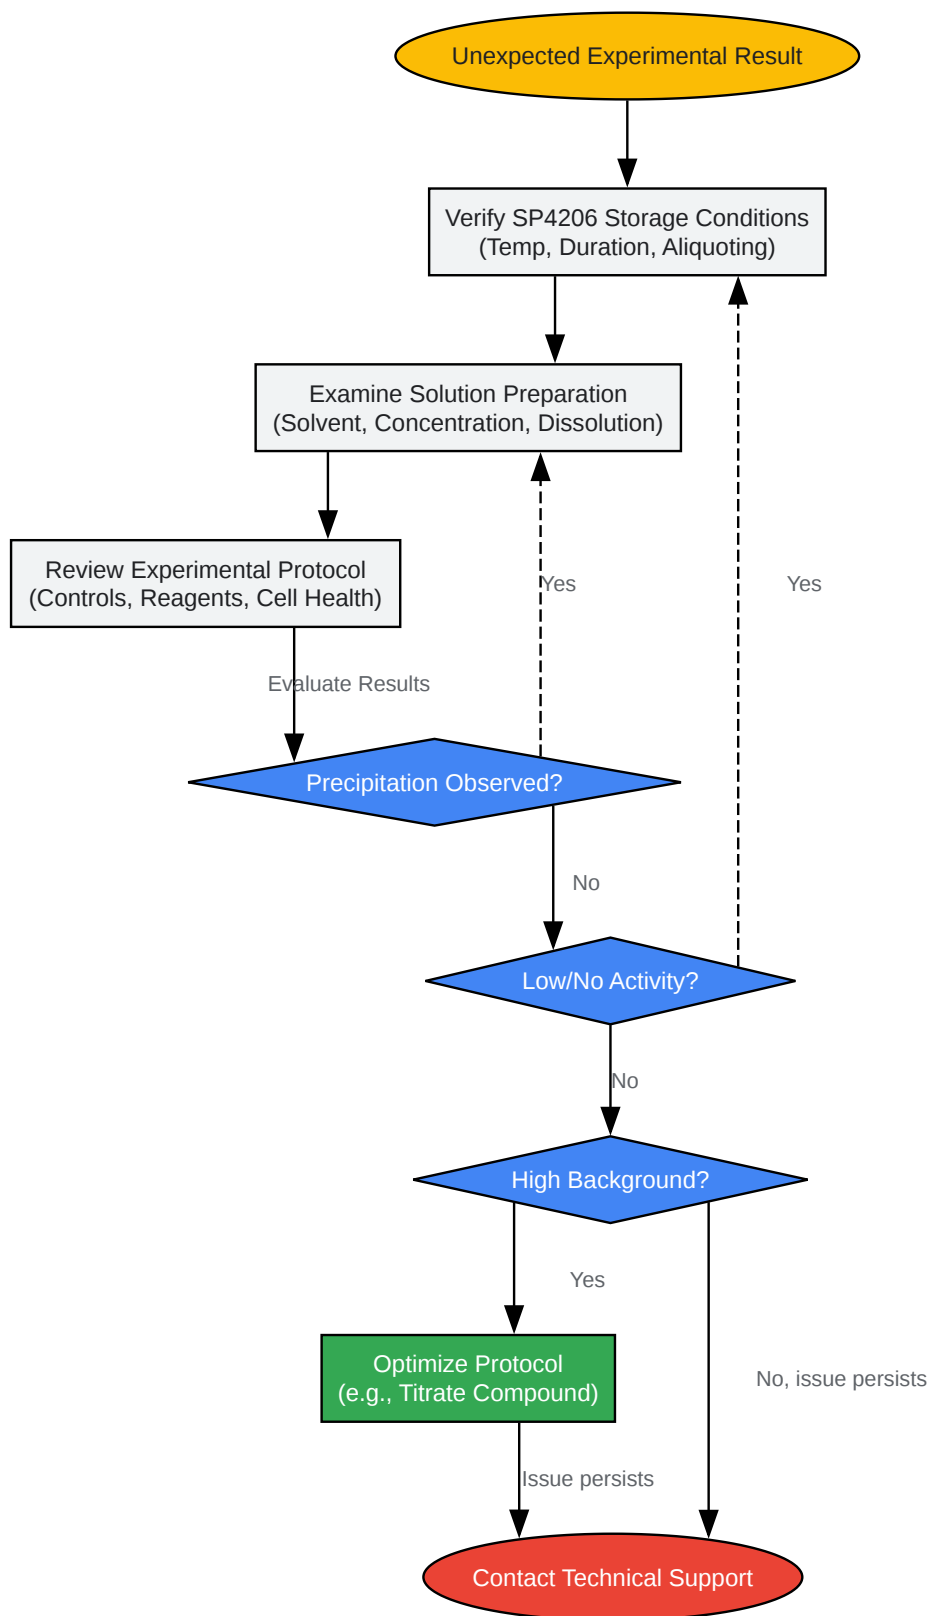 Unexpected Experimental Result
Verify SP4206 Storage Conditions
(Temp, Duration, Aliquoting)
Examine Solution Preparation
(Solvent, Concentration, Dissolution)
Review Experimental Protocol
(Controls, Reagents, Cell Health)
Yes
Yes
Evaluate Results
Precipitation Observed?
No
Low/No Activity?
No
High Background?
Yes
Optimize Protocol
(e.g., Titrate Compound)
No, issue persists
Issue persists
Contact Technical Support